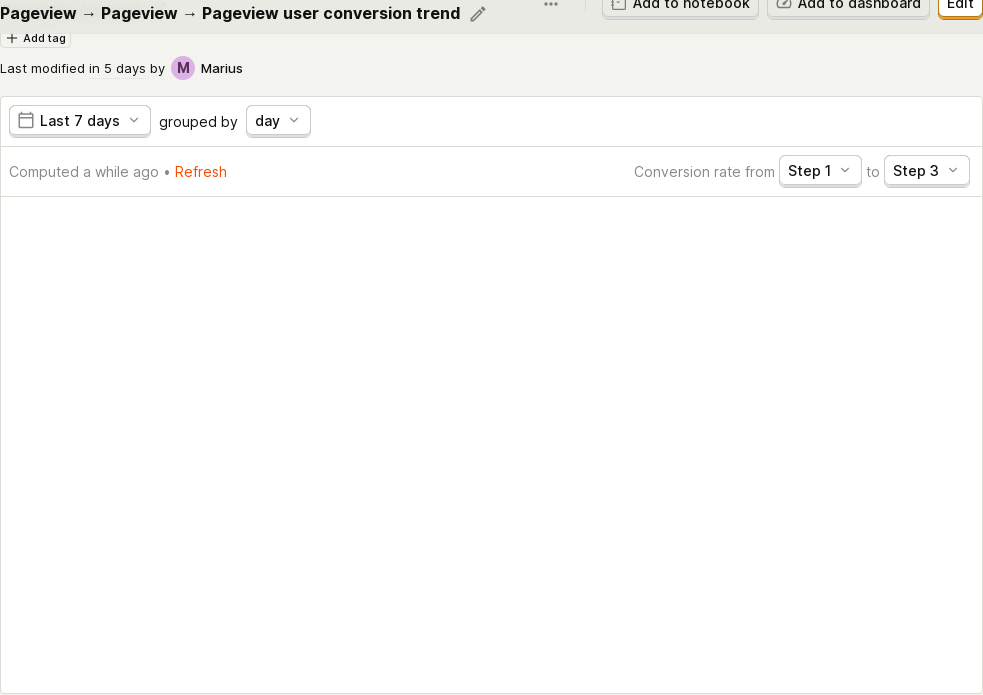 Pageview → Pageview → Pageview user conversion trend
Add to notebook
Add to dashboard
Edit
Add tag
Last modified in 5 days by M Marius
Last 7 days grouped by day
Computed a while ago • Refresh
Conversion rate from Step 1 to Step 3